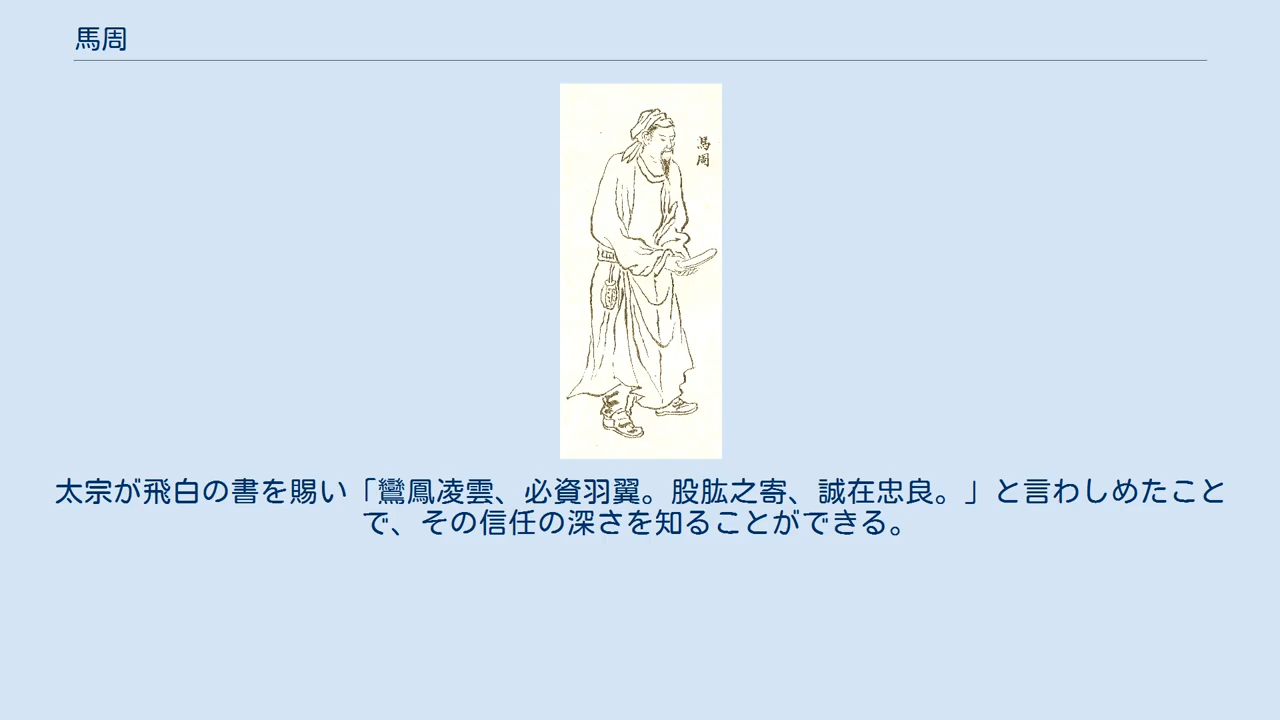 馬周
馬周
太宗が飛白の書を賜い「鸞鳳凌雲、必資羽翼。股肱之寄、誠在忠良。」と言わしめたこと
で、その信任の深さを知ることができる。